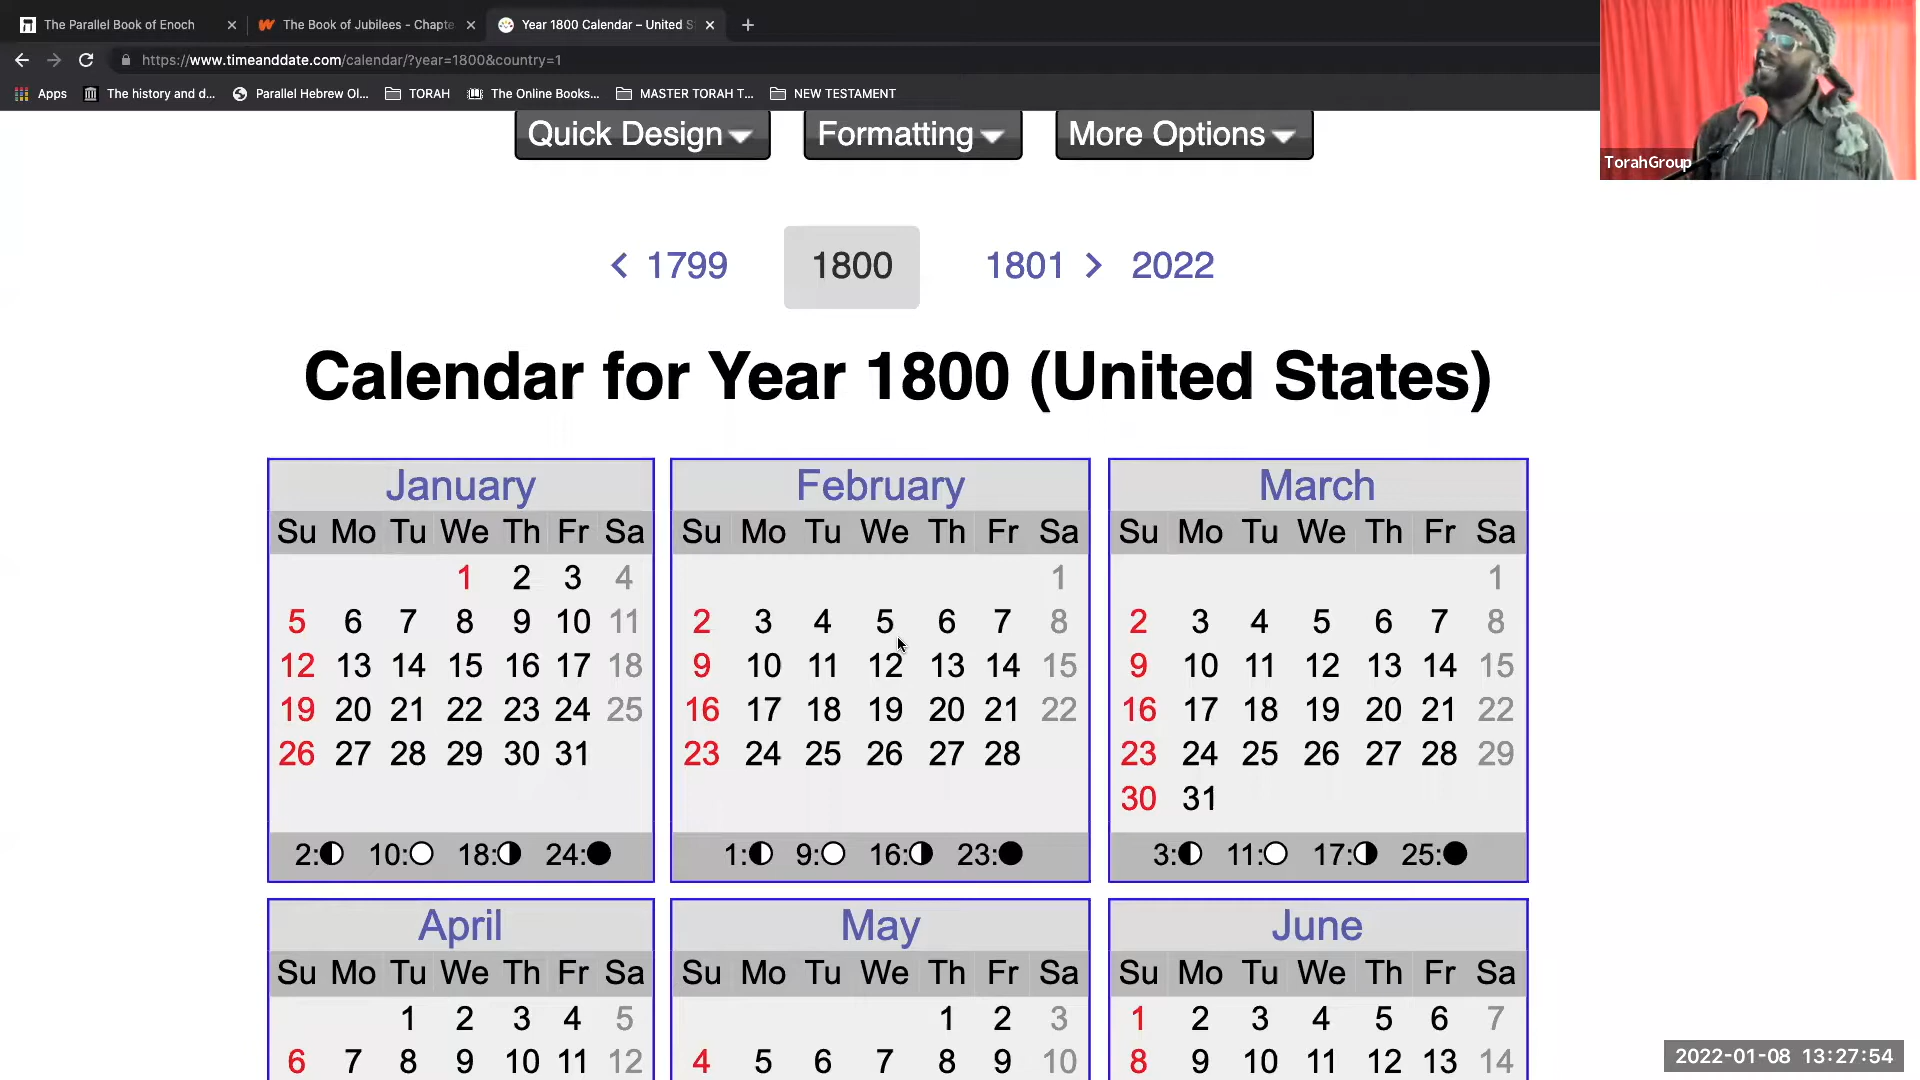 The Parallel Book of Enoch
The Book of Jubilees - Chapte
Year 1800 Calendar – United S
https://www.timeanddate.com/calendar/?year=1800&country=1
Apps The history and d... Parallel Hebrew Ol... TORAH The Online Books... MASTER TORAH T... NEW TESTAMENT
TorahGroup
Quick Design Formatting More Options
< 1799 1800 1801 > 2022
Calendar for Year 1800 (United States)
January
Su Mo Tu We Th Fr Sa
1 2 3 4
5 6 7 8 9 10 11
12 13 14 15 16 17 18
19 20 21 22 23 24 25
26 27 28 29 30 31
2: 10: 18: 24:
February
Su Mo Tu We Th Fr Sa
1
2 3 4 5 6 7 8
9 10 11 12 13 14 15
16 17 18 19 20 21 22
23 24 25 26 27 28
1: 9: 16: 23:
March
Su Mo Tu We Th Fr Sa
1
2 3 4 5 6 7 8
9 10 11 12 13 14 15
16 17 18 19 20 21 22
23 24 25 26 27 28 29
30 31
3: 11: 17: 25:
April
Su Mo Tu We Th Fr Sa
1 2 3 4 5
6 7 8 9 10 11 12
May
Su Mo Tu We Th Fr Sa
1 2 3
4 5 6 7 8 9 10
June
Su Mo Tu We Th Fr Sa
1 2 3 4 5 6 7
8 9 10 11 12 13 14
2022-01-08 13:27:54